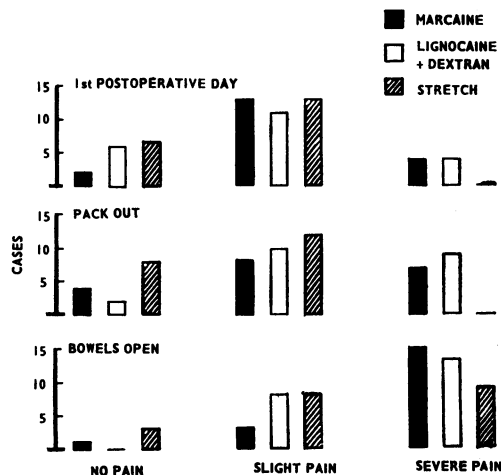 MARCAINE
LIGNOCAINE
+ DEXTRAN
STRETCH
1st POSTOPERATIVE DAY
15
10
5
PACK OUT
15
10
5
CASES
BOWELS OPEN
15
10
5
NO PAIN
SLIGHT PAIN
SEVERE PAIN